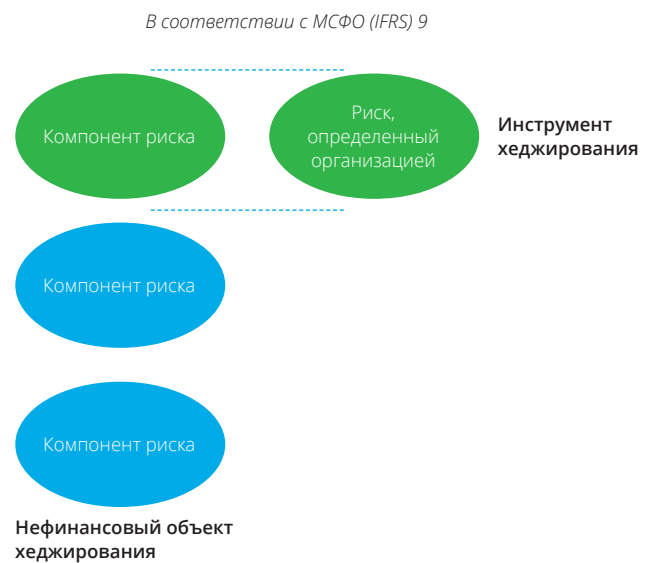 В соответствии с МСФО (IFRS) 9
Компонент риска
Риск,
определенный
организацией
Инструмент
хеджирования
Компонент риска
Компонент риска
Нефинансовый объект
хеджирования